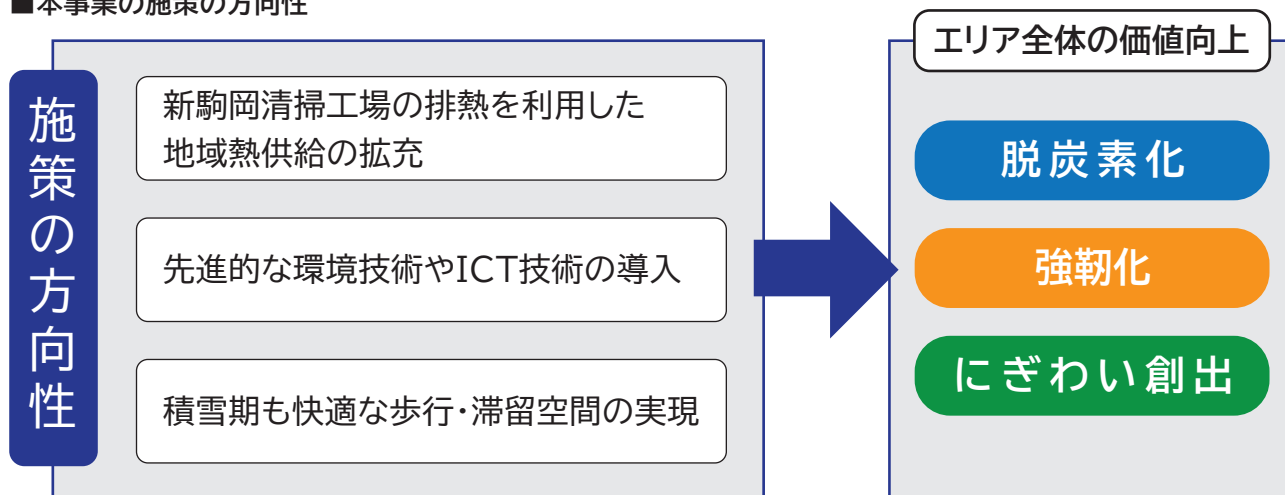 ■本事業の施策の方向性
施策の方向性
新駒岡清掃工場の排熱を利用した
地域熱供給の拡充
先進的な環境技術やICT技術の導入
積雪期も快適な歩行・滞留空間の実現
エリア全体の価値向上
脱炭素化
強靭化
にぎわい創出